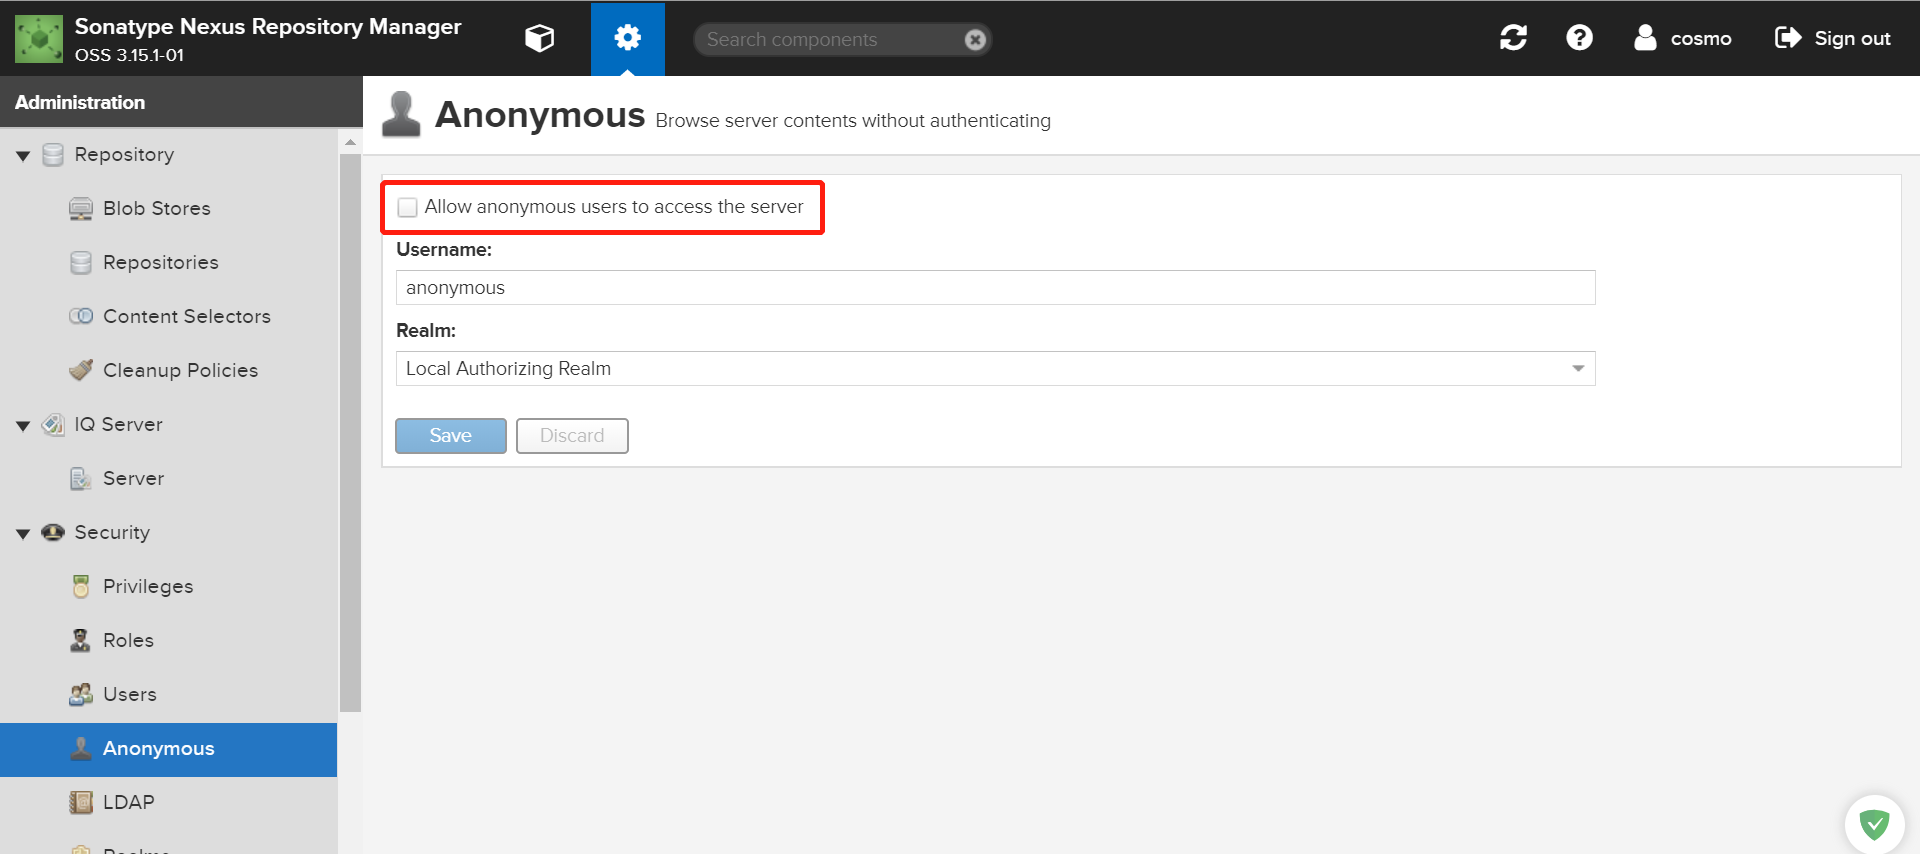 Sonatype Nexus Repository Manager
OSS 3.15.1-01
Search components
cosmo
Sign out
Administration
Repository
Blob Stores
Repositories
Content Selectors
Cleanup Policies
IQ Server
Server
Security
Privileges
Roles
Users
Anonymous
LDAP
Realms
Anonymous Browse server contents without authenticating
Allow anonymous users to access the server
Username:
anonymous
Realm:
Local Authorizing Realm
Save
Discard